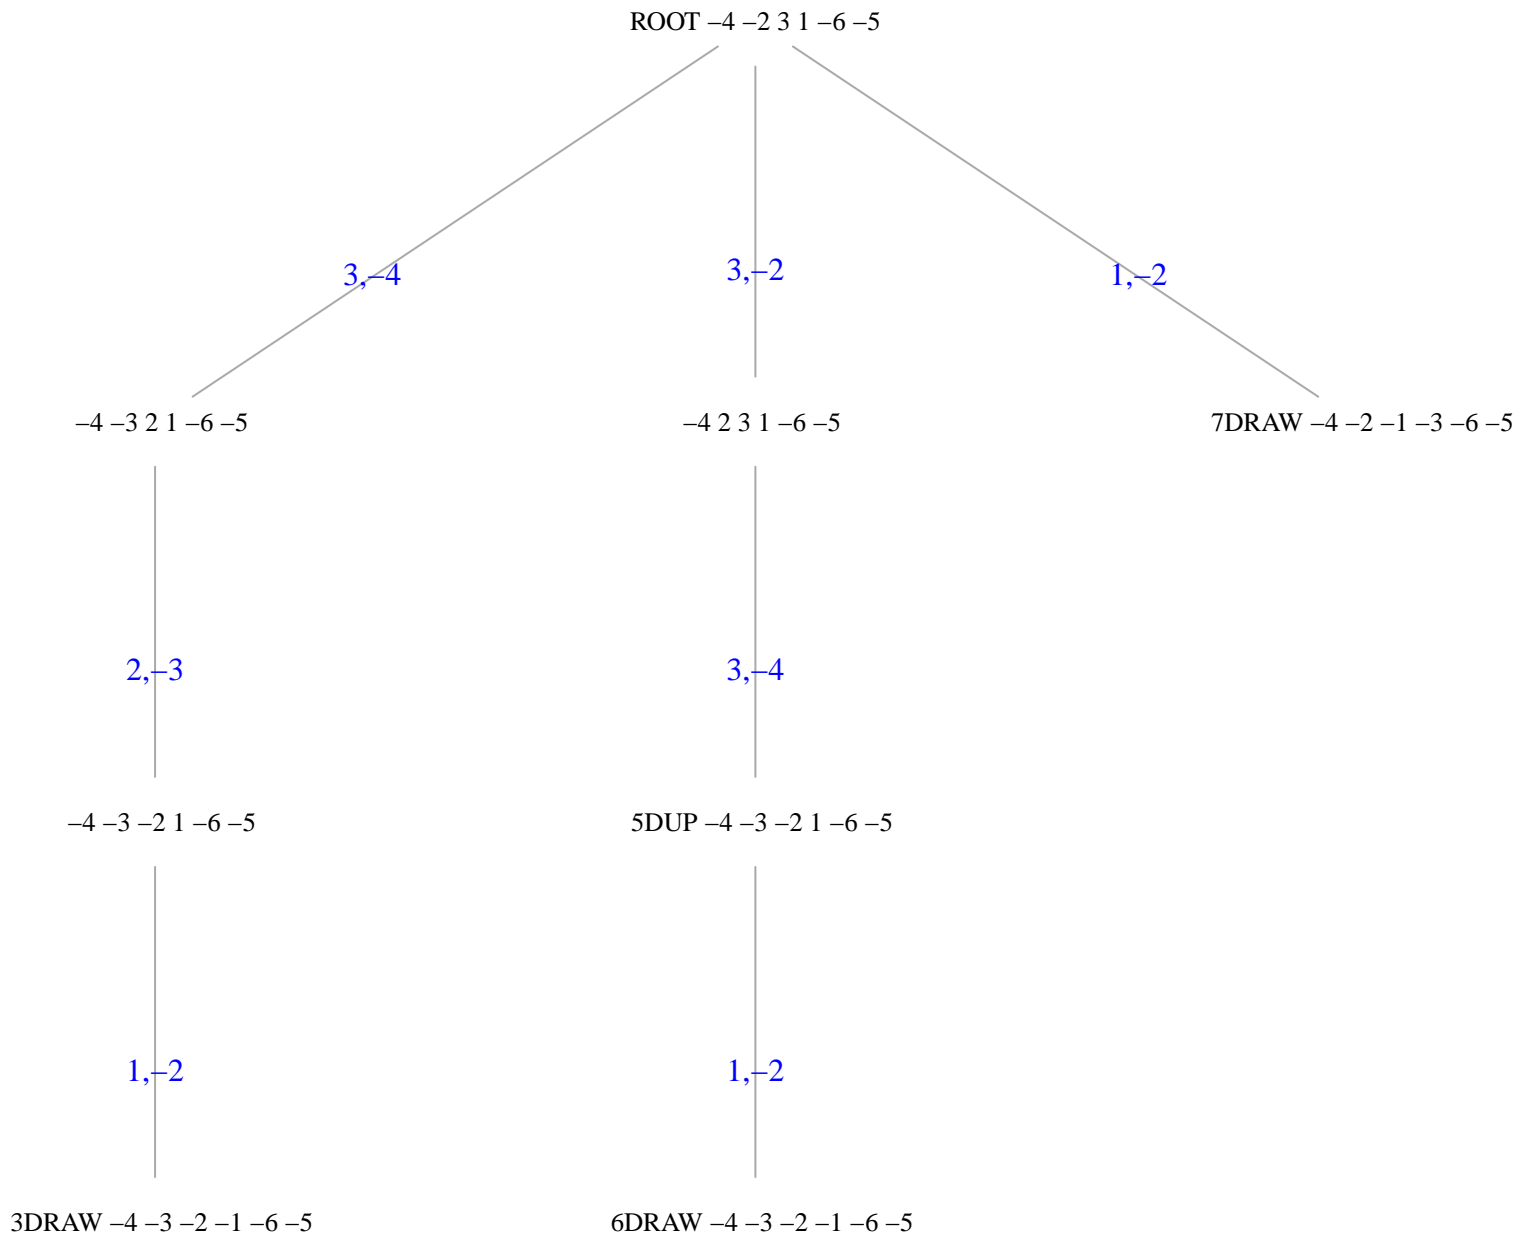 ROOT –4 –2 3 1 –6 –5
3,–4
3,–2
1,–2
–4 –3 2 1 –6 –5
–4 2 3 1 –6 –5
7DRAW –4 –2 –1 –3 –6 –5
2,–3
3,–4
–4 –3 –2 1 –6 –5
5DUP –4 –3 –2 1 –6 –5
1,–2
1,–2
3DRAW –4 –3 –2 –1 –6 –5
6DRAW –4 –3 –2 –1 –6 –5